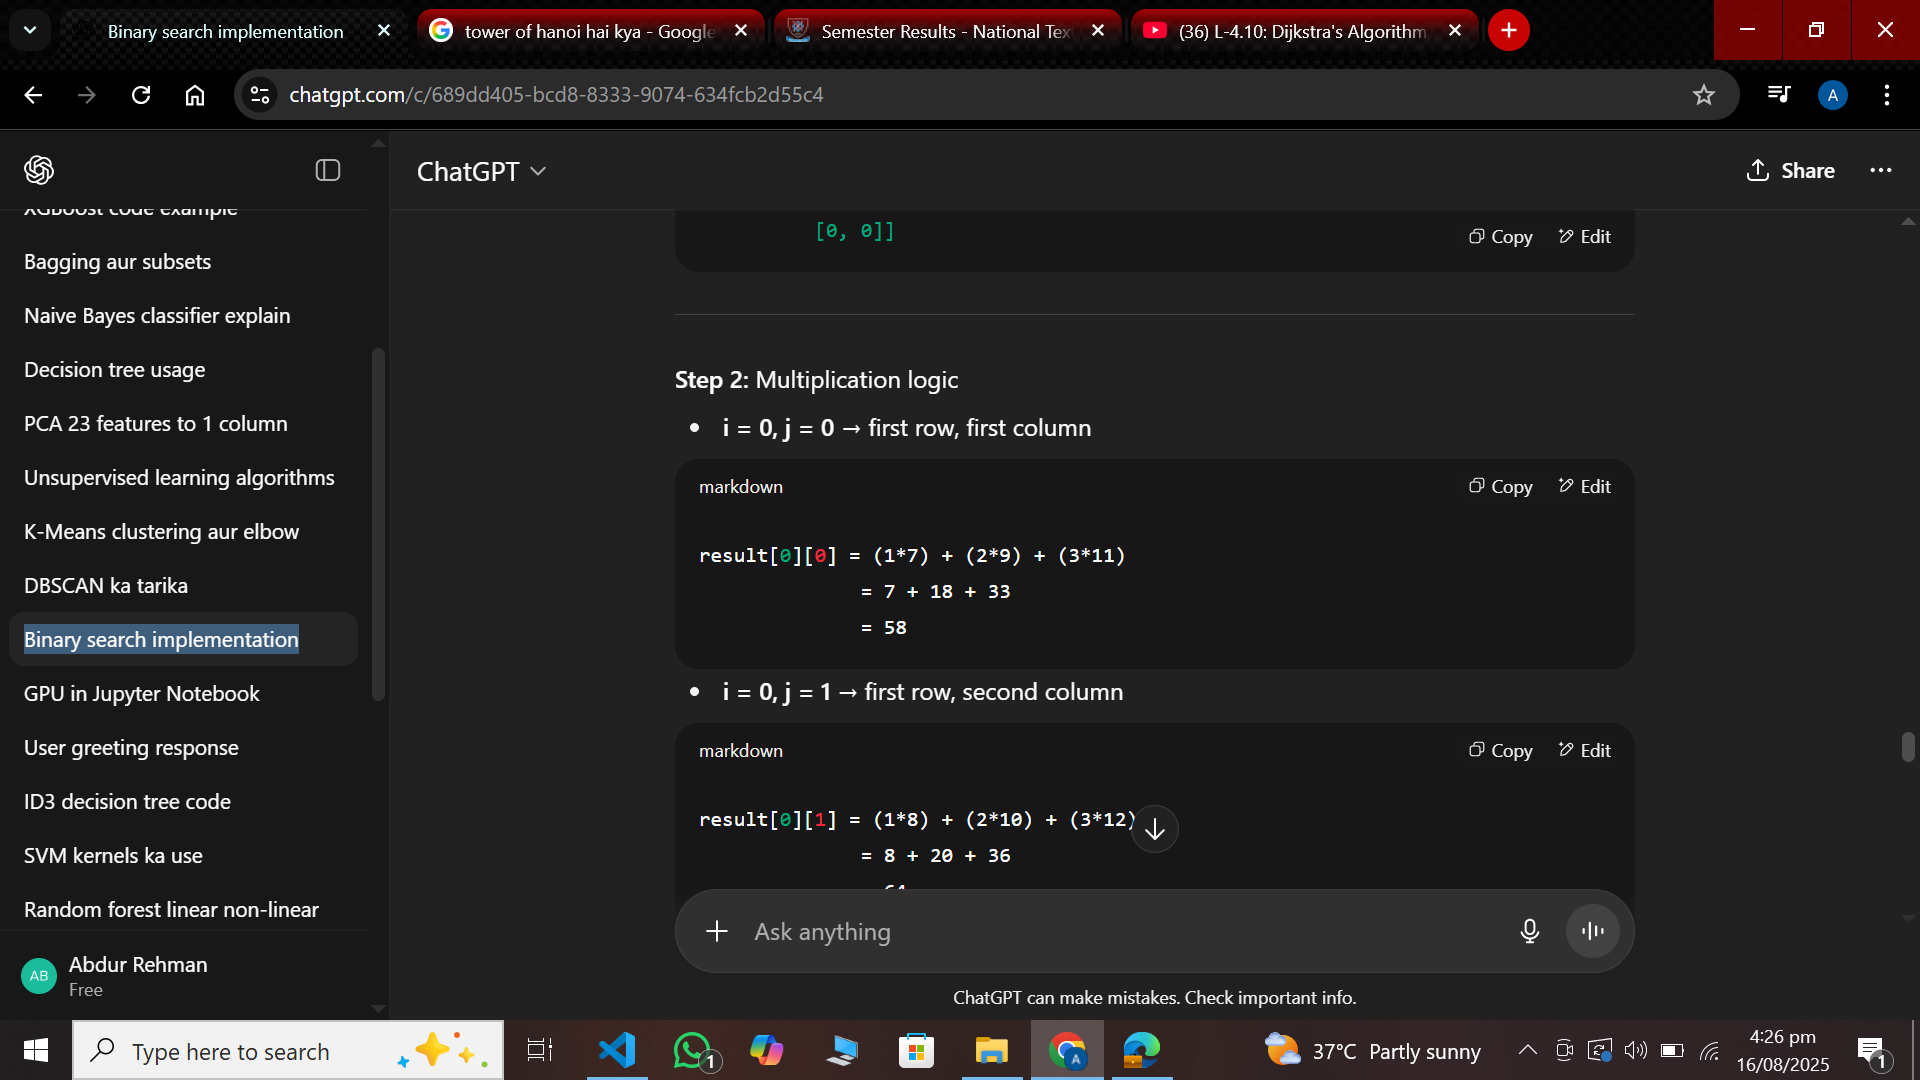 Binary search implementation
tower of hanoi hai kya - Google
Semester Results - National Tex
(36) L-4.10: Dijkstra's Algorithm
chatgpt.com/c/689dd405-bcd8-8333-9074-634fcb2d55c4
A
ChatGPT
Share
XGBoost code example
Bagging aur subsets
Naive Bayes classifier explain
Decision tree usage
PCA 23 features to 1 column
Unsupervised learning algorithms
K-Means clustering aur elbow
DBSCAN ka tarika
Binary search implementation
GPU in Jupyter Notebook
User greeting response
ID3 decision tree code
SVM kernels ka use
Random forest linear non-linear
AB
Abdur Rehman
Free
[0, 0]]
Copy Edit
Step 2: Multiplication logic
• i = 0, j = 0 → first row, first column
markdown Copy Edit
result[0][0] = (1*7) + (2*9) + (3*11)
= 7 + 18 + 33
= 58
• i = 0, j = 1 → first row, second column
markdown Copy Edit
result[0][1] = (1*8) + (2*10) + (3*12)
= 8 + 20 + 36
64
Ask anything
ChatGPT can make mistakes. Check important info.
Type here to search
1
A
37°C Partly sunny
4:26 pm
16/08/2025
1